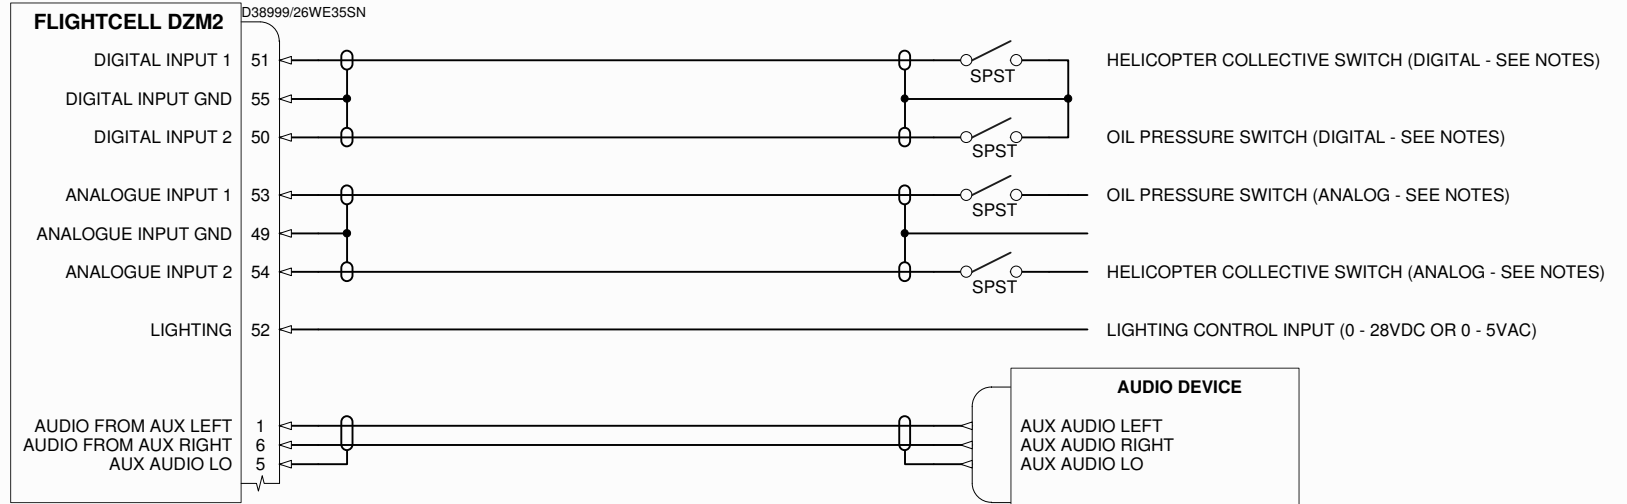 FLIGHTCELL DZM2
D38999/26WE35SN
DIGITAL INPUT 1 51 SPST HELICOPTER COLLECTIVE SWITCH (DIGITAL - SEE NOTES)
DIGITAL INPUT GND 55
DIGITAL INPUT 2 50 SPST OIL PRESSURE SWITCH (DIGITAL - SEE NOTES)
ANALOGUE INPUT 1 53 SPST OIL PRESSURE SWITCH (ANALOG - SEE NOTES)
ANALOGUE INPUT GND 49
ANALOGUE INPUT 2 54 SPST HELICOPTER COLLECTIVE SWITCH (ANALOG - SEE NOTES)
LIGHTING 52 LIGHTING CONTROL INPUT (0 - 28VDC OR 0 - 5VAC)
AUDIO DEVICE
AUDIO FROM AUX LEFT 1 AUX AUDIO LEFT
AUDIO FROM AUX RIGHT 6 AUX AUDIO RIGHT
AUX AUDIO LO 5 AUX AUDIO LO